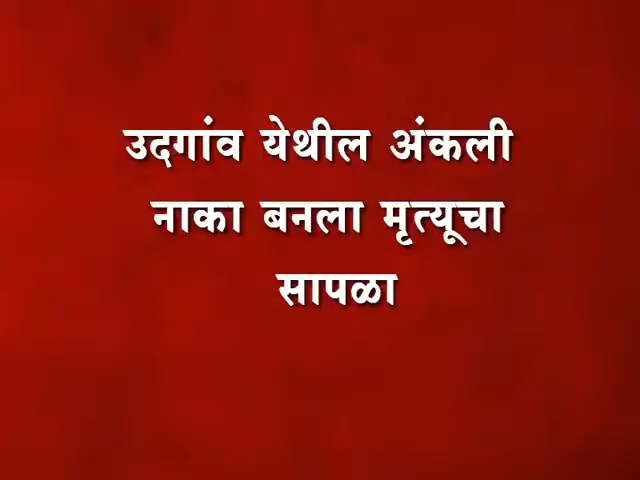 उदगांव येथील अंकली
नाका बनला मृत्यूचा
सापळा